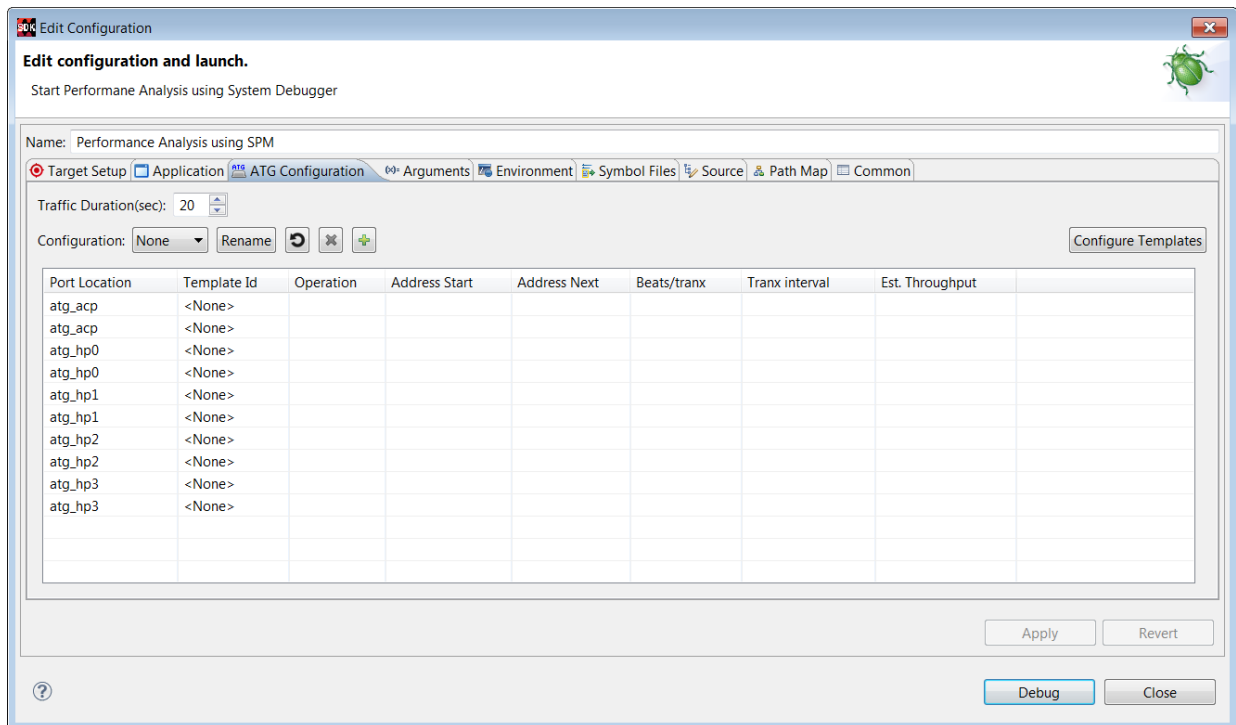 SDK Edit Configuration
Edit configuration and launch.
Start Performane Analysis using System Debugger
Name: Performance Analysis using SPM
Target Setup Application ATG ATG Configuration (x)= Arguments Environment Symbol Files Source Path Map Common
Traffic Duration(sec): 20
Configuration: None Rename Configure Templates
Port Location Template Id Operation Address Start Address Next Beats/tranx Tranx interval Est. Throughput
atg_acp <None>
atg_acp <None>
atg_hp0 <None>
atg_hp0 <None>
atg_hp1 <None>
atg_hp1 <None>
atg_hp2 <None>
atg_hp2 <None>
atg_hp3 <None>
atg_hp3 <None>
Apply Revert
? Debug Close